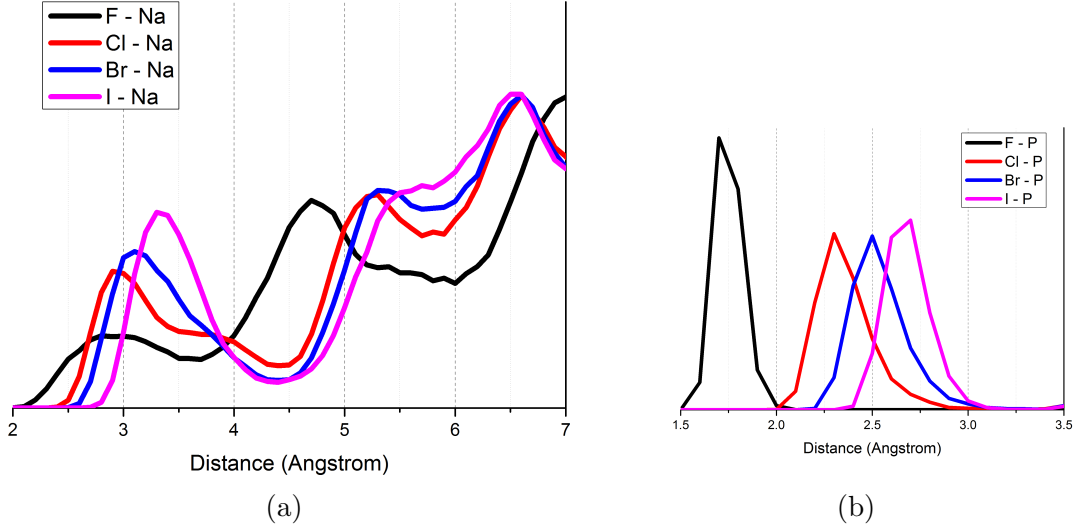 F - Na
Cl - Na
Br - Na
I - Na
2 3 4 5 6 7
Distance (Angstrom)
(a)
F - P
Cl - P
Br - P
I - P
1.5 2.0 2.5 3.0 3.5
Distance (Angstrom)
(b)